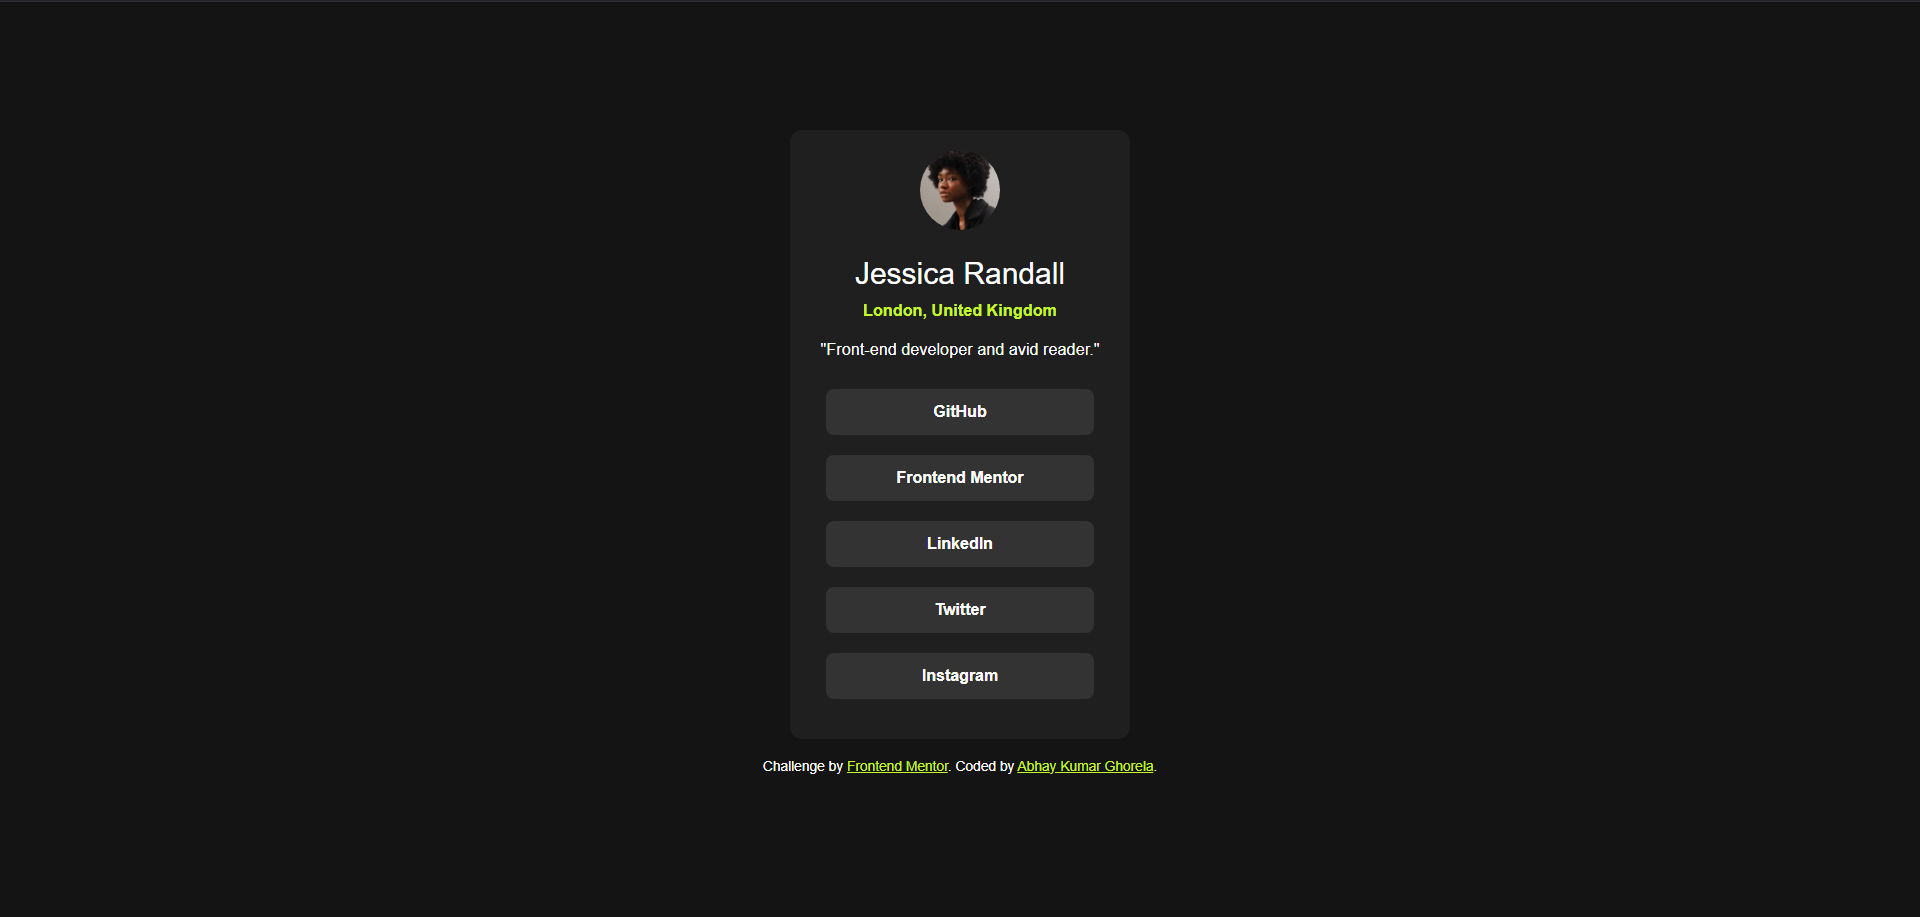 Jessica Randall
London, United Kingdom
"Front-end developer and avid reader."
GitHub
Frontend Mentor
LinkedIn
Twitter
Instagram
Challenge by Frontend Mentor. Coded by Abhay Kumar Ghorela.